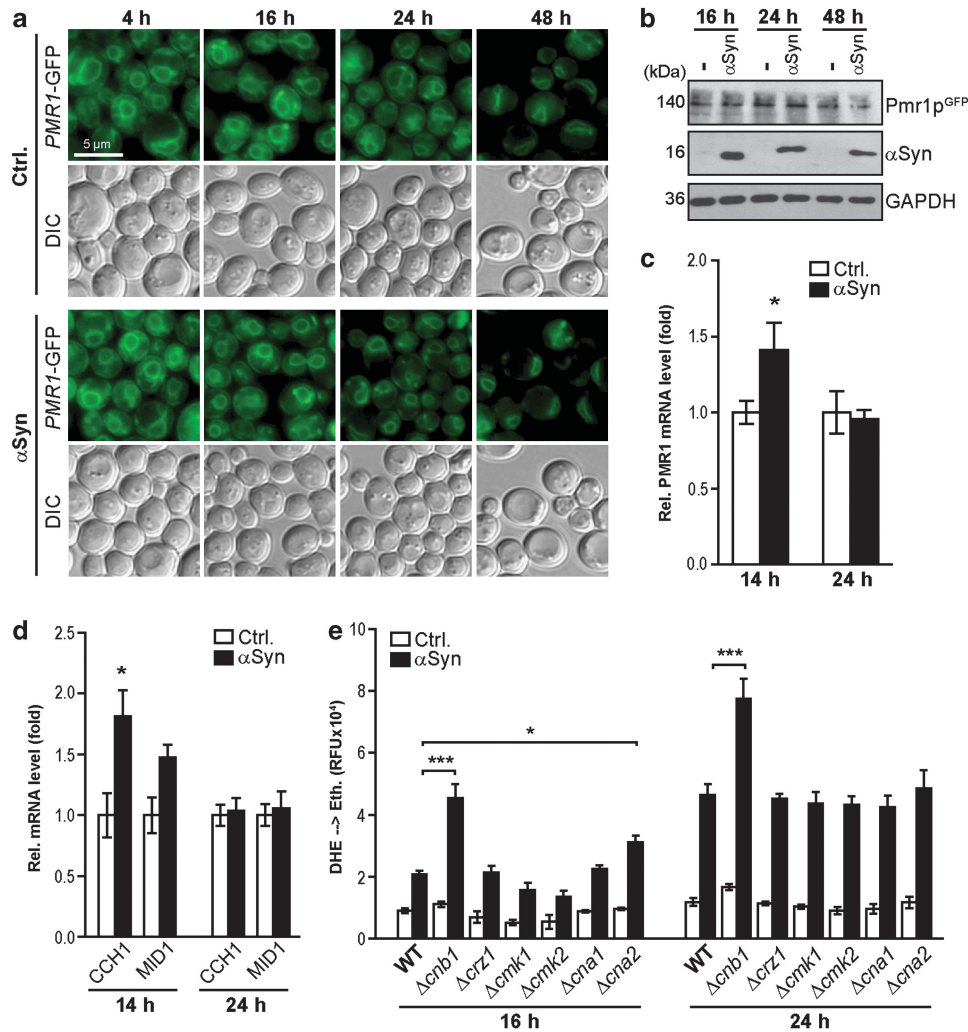 a
4 h 16 h 24 h 48 h
Ctrl.
PMR1-GFP
5 µm
DIC
αSyn
PMR1-GFP
DIC
b
16 h 24 h 48 h
- αSyn - αSyn - αSyn
(kDa)
140 Pmr1pGFP
16 αSyn
36 GAPDH
c
Ctrl.
αSyn
Rel. PMR1 mRNA level (fold)
2.0
1.5
1.0
0.5
0.0
*
14 h 24 h
d
Ctrl.
αSyn
Rel. mRNA level (fold)
2.5
2.0
1.5
1.0
0.5
0.0
*
CCH1 MID1 CCH1 MID1
14 h 24 h
e
Ctrl.
αSyn
DHE --> Eth. (RFUx10⁴)
10
8
6
4
2
0
***
*
***
WT Δcnb1 Δcrz1 Δcmk1 Δcmk2 Δcna1 Δcna2 WT Δcnb1 Δcrz1 Δcmk1 Δcmk2 Δcna1 Δcna2
16 h 24 h